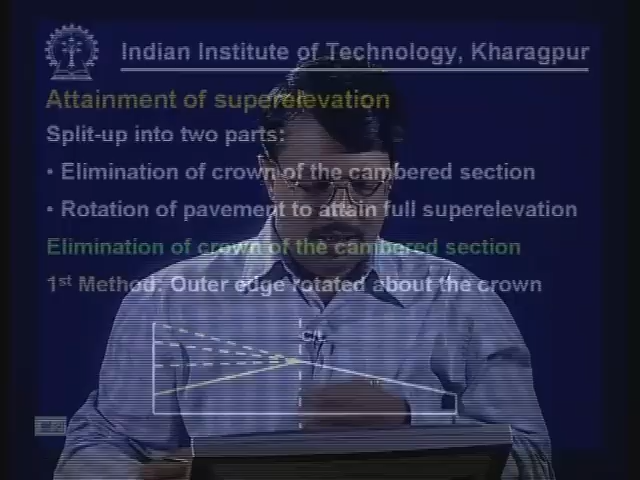 Indian Institute of Technology, Kharagpur
Attainment of superelevation
Split-up into two parts:
• Elimination of crown of the cambered section
• Rotation of pavement to attain full superelevation
Elimination of crown of the cambered section
1st Method: Outer edge rotated about the crown